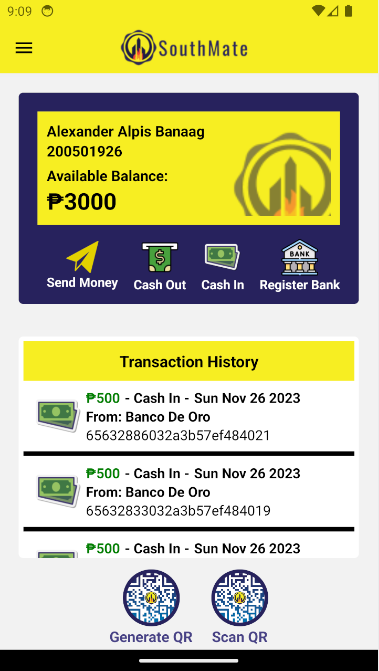 9:09
SouthMate
Alexander Alpis Banaag
200501926
Available Balance:
₱3000
Send Money
Cash Out
Cash In
BANK
Register Bank
Transaction History
₱500 - Cash In - Sun Nov 26 2023
From: Banco De Oro
65632886032a3b57ef484021
₱500 - Cash In - Sun Nov 26 2023
From: Banco De Oro
65632833032a3b57ef484019
₱500 - Cash In - Sun Nov 26 2023
Generate QR
Scan QR